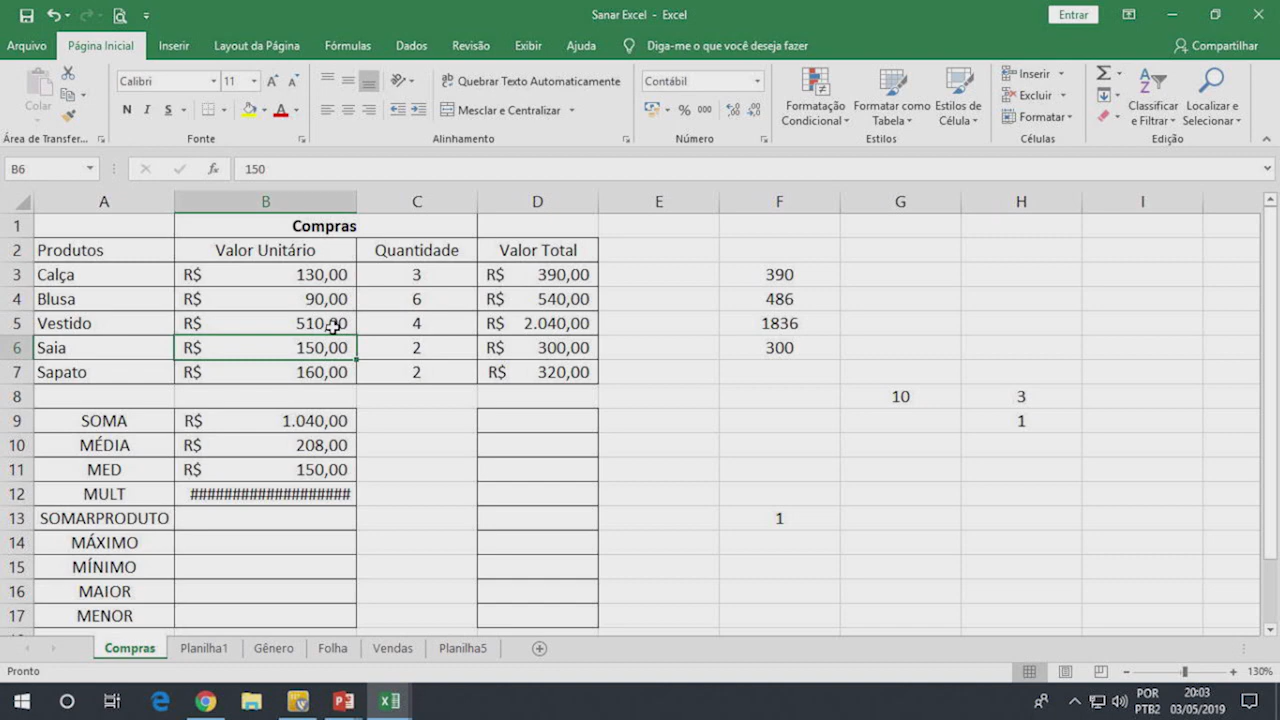 Sanar Excel - Excel
Entrar
Arquivo Página Inicial Inserir Layout da Página Fórmulas Dados Revisão Exibir Ajuda Diga-me o que você deseja fazer Compartilhar
Colar
Calibri 11
N I S
Quebrar Texto Automaticamente
Mesclar e Centralizar
Contábil
% 000
Formatação Condicional
Formatar como Tabela
Estilos de Célula
Inserir
Excluir
Formatar
Classificar e Filtrar
Localizar e Selecionar
Área de Transfer... Fonte Alinhamento Número Estilos Células Edição
B6 fx 150
A B C D E F G H I
1 Compras
2 Produtos Valor Unitário Quantidade Valor Total
3 Calça R$ 130,00 3 R$ 390,00 390
4 Blusa R$ 90,00 6 R$ 540,00 486
5 Vestido R$ 510,00 4 R$ 2.040,00 1836
6 Saia R$ 150,00 2 R$ 300,00 300
7 Sapato R$ 160,00 2 R$ 320,00
8 10 3
9 SOMA R$ 1.040,00 1
10 MÉDIA R$ 208,00
11 MED R$ 150,00
12 MULT ###################
13 SOMARPRODUTO 1
14 MÁXIMO
15 MÍNIMO
16 MAIOR
17 MENOR
Compras Planilha1 Gênero Folha Vendas Planilha5
Pronto 130%
POR 20:03
PTB2 03/05/2019